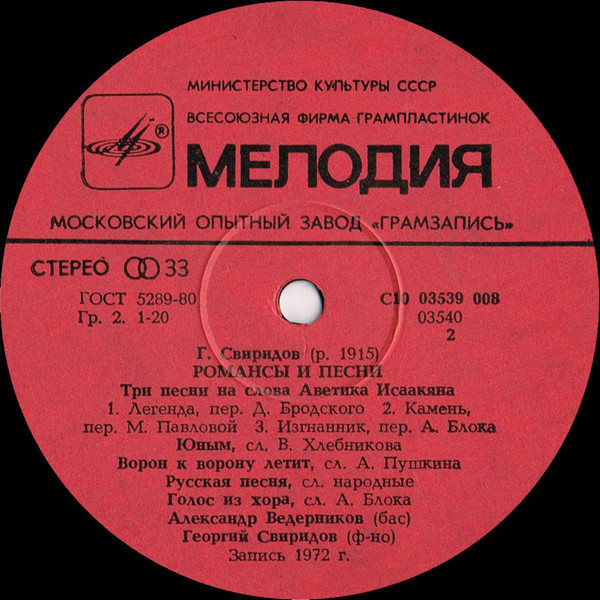 МИНИСТЕРСТВО КУЛЬТУРЫ СССР
ВСЕСОЮЗНАЯ ФИРМА ГРАМПЛАСТИНОК
®
МЕЛОДИЯ
МОСКОВСКИЙ ОПЫТНЫЙ ЗАВОД «ГРАМЗАПИСЬ»
СТЕРЕО 33
ГОСТ 5289-80 С10 03539 008
Гр. 2. 1-20 03540
2
Г. Свиридов (р. 1915)
РОМАНСЫ И ПЕСНИ
Три песни на слова Аветика Исаакяна
1. Легенда, пер. Д. Бродского 2. Камень,
пер. М. Павловой 3. Изгнанник, пер. А. Блока
Юным, сл. В. Хлебникова
Ворон к ворону летит, сл. А. Пушкина
Русская песня, сл. народные
Голос из хора, сл. А. Блока
Александр Ведерников (бас)
Георгий Свиридов (ф-но)
Запись 1972 г.